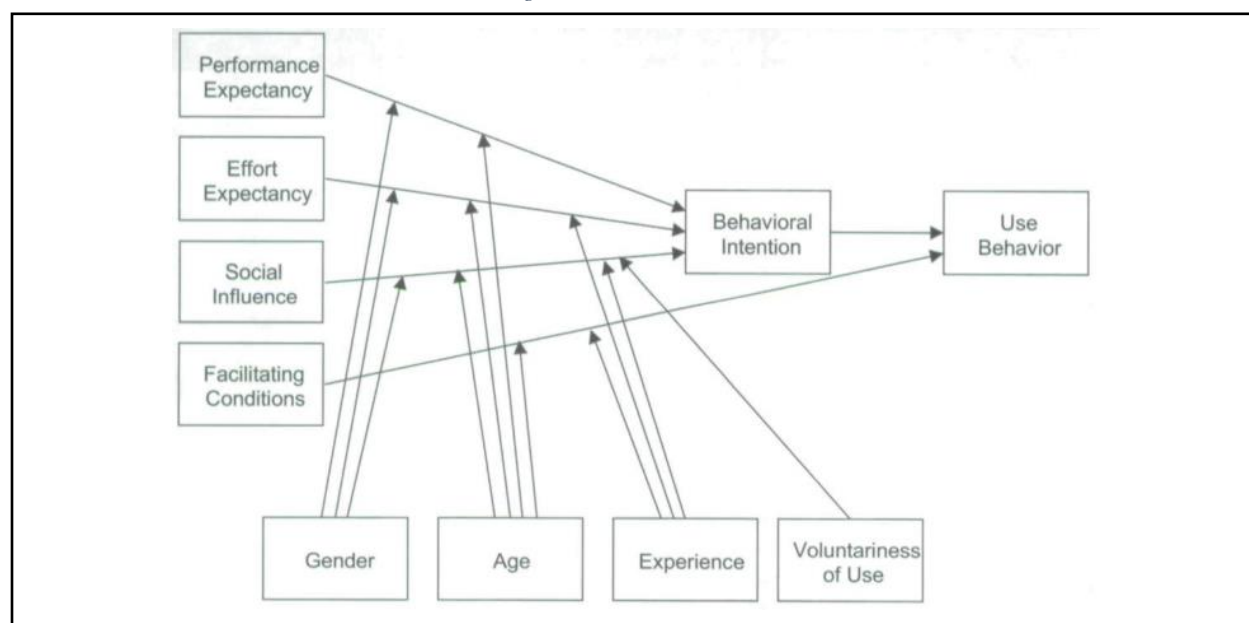 Performance
Expectancy
Effort
Expectancy
Social
Influence
Facilitating
Conditions
Behavioral
Intention
Use
Behavior
Gender
Age
Experience
Voluntariness
of Use